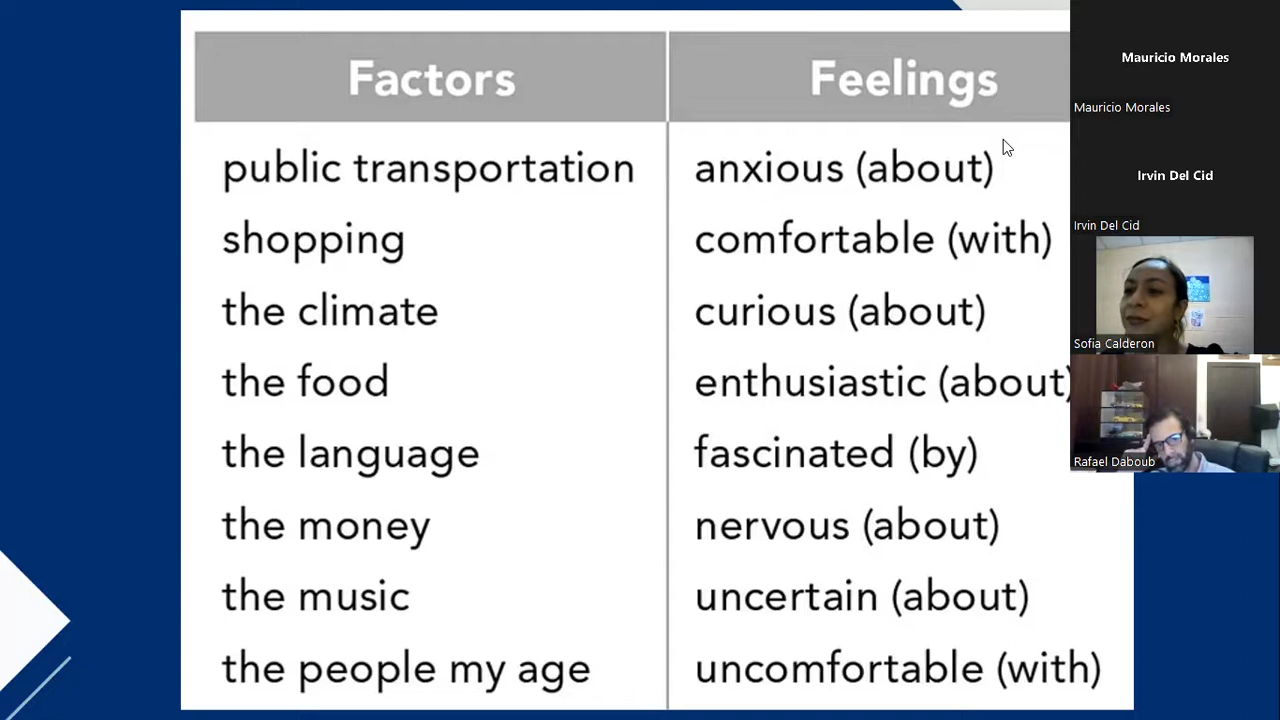 Factors
Feelings
public transportation
anxious (about)
shopping
comfortable (with)
the climate
curious (about)
the food
enthusiastic (about)
the language
fascinated (by)
the money
nervous (about)
the music
uncertain (about)
the people my age
uncomfortable (with)
Mauricio Morales
Mauricio Morales
Irvin Del Cid
Irvin Del Cid
Sofia Calderon
Rafael Daboub